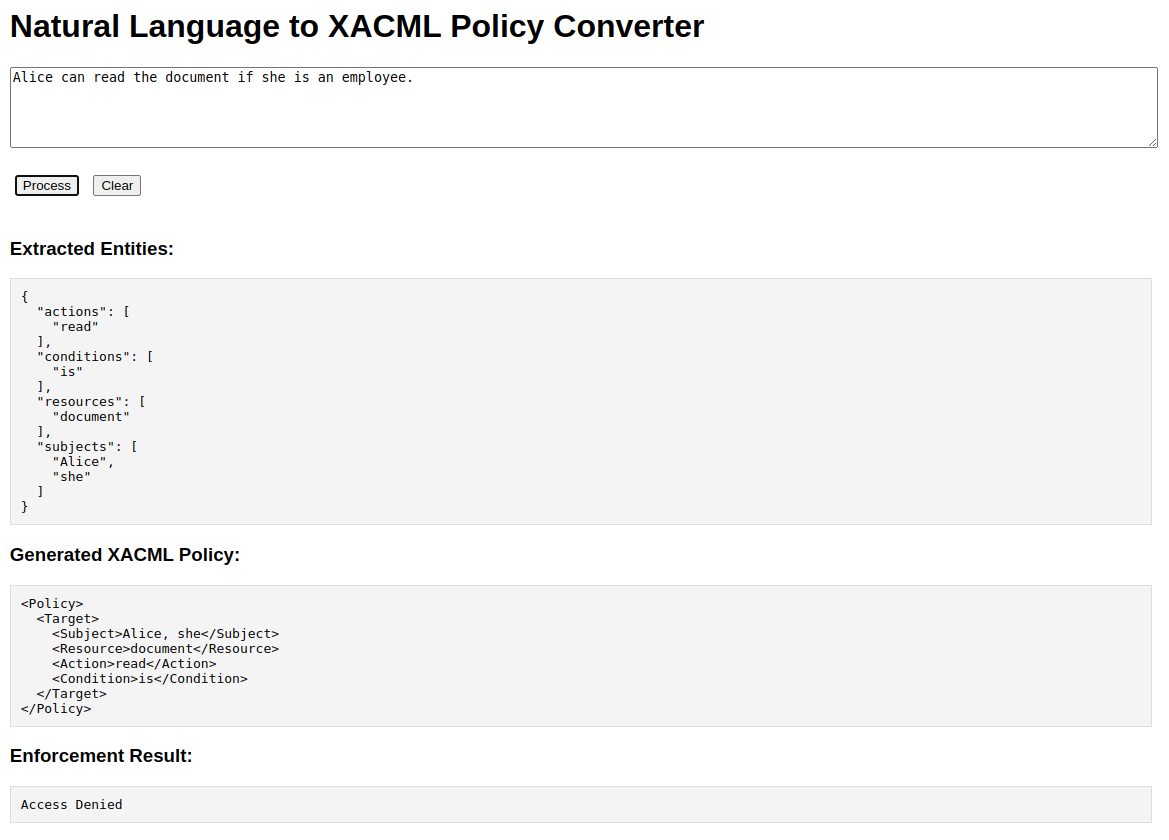 Natural Language to XACML Policy Converter
Alice can read the document if she is an employee.
Process
Clear
Extracted Entities:
{
  "actions": [
    "read"
  ],
  "conditions": [
    "is"
  ],
  "resources": [
    "document"
  ],
  "subjects": [
    "Alice",
    "she"
  ]
}
Generated XACML Policy:
<Policy>
  <Target>
    <Subject>Alice, she</Subject>
    <Resource>document</Resource>
    <Action>read</Action>
    <Condition>is</Condition>
  </Target>
</Policy>
Enforcement Result:
Access Denied